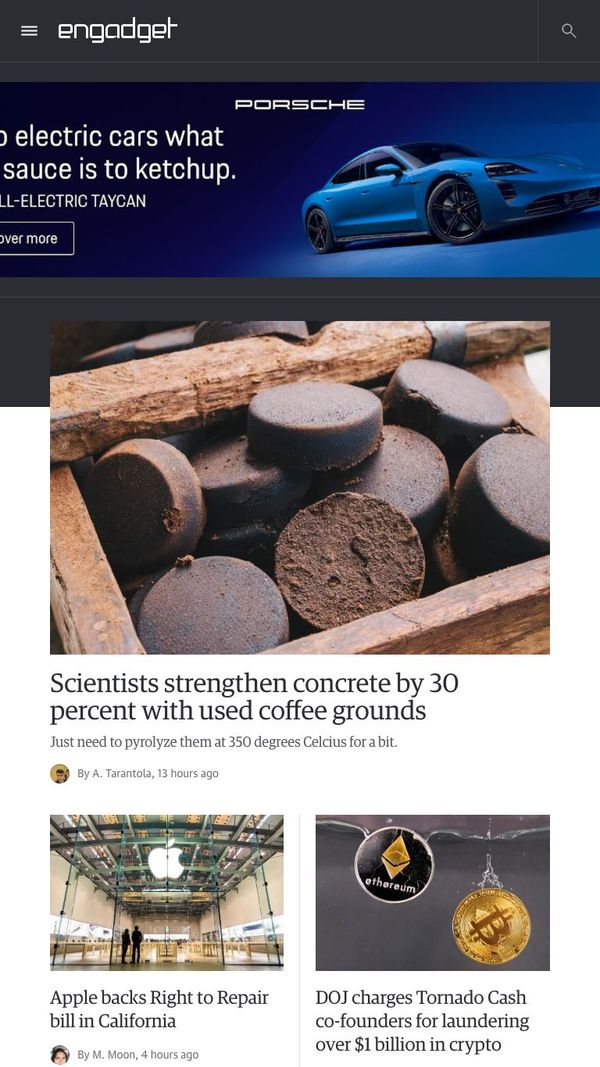 engadget
PORSCHE
electric cars what
sauce is to ketchup.
TAYCAN
more
Scientists strengthen concrete by 30
percent with used coffee grounds
Just need to pyrolyze them at 350 degrees Celcius for a bit.
By A. Tarantola, 13 hours ago
ethereum
Apple backs Right to Repair
bill in California
By M. Moon, 4 hours ago
DOJ charges Tornado Cash
co-founders for laundering
over $1 billion in crypto